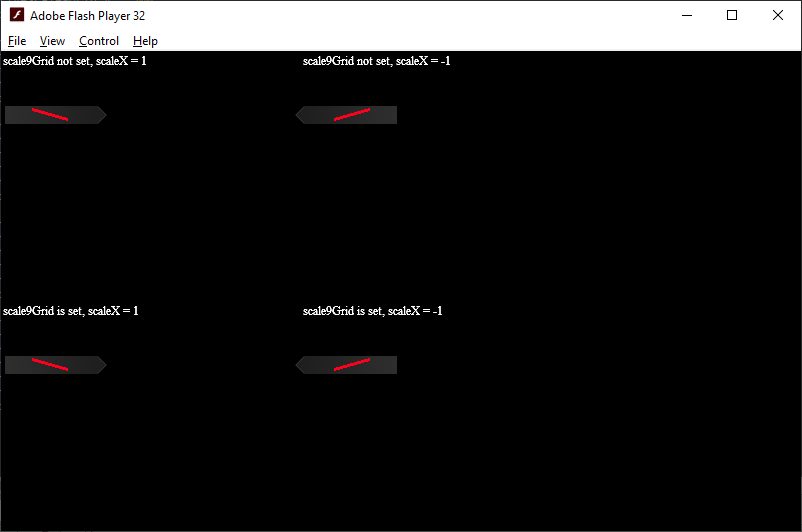 Adobe Flash Player 32
File View Control Help
scale9Grid not set, scaleX = 1
scale9Grid not set, scaleX = -1
scale9Grid is set, scaleX = 1
scale9Grid is set, scaleX = -1